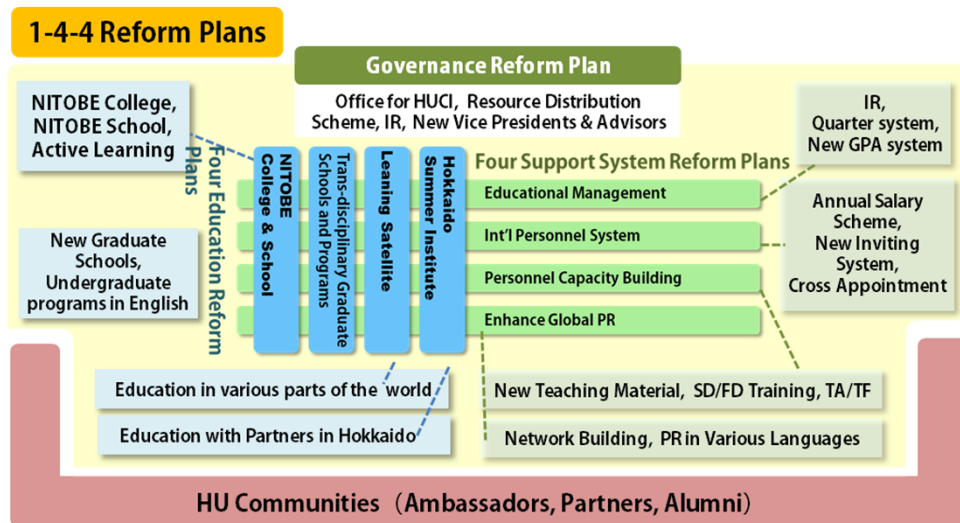 1-4-4 Reform Plans
Governance Reform Plan
Office for HUCI, Resource Distribution
Scheme, IR, New Vice Presidents & Advisors
NITOBE College,
NITOBE School,
Active Learning
New Graduate
Schools,
Undergraduate
programs in English
Four Education Reform
Plans
NITOBE
College & School
Trans-disciplinary Graduate
Schools and Programs
Leaning Satellite
Hokkaido
Summer Institute
Four Support System Reform Plans
Educational Management
Int'l Personnel System
Personnel Capacity Building
Enhance Global PR
IR,
Quarter system,
New GPA system
Annual Salary
Scheme,
New Inviting
System,
Cross Appointment
Education in various parts of the world
Education with Partners in Hokkaido
New Teaching Material, SD/FD Training, TA/TF
Network Building, PR in Various Languages
HU Communities（Ambassadors, Partners, Alumni）